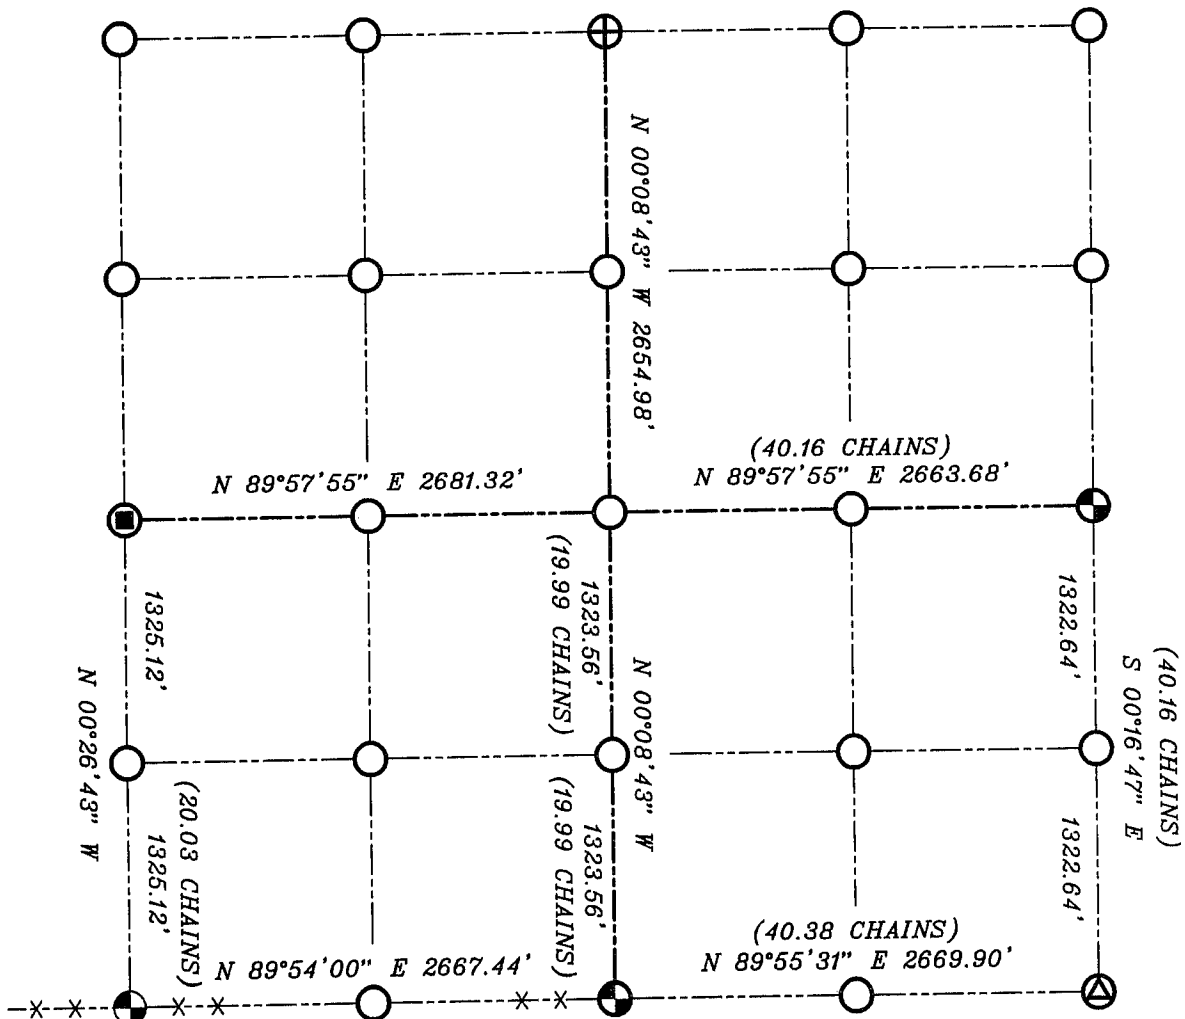 N 00°08'43" W 2654.98'
(40.16 CHAINS)
N 89°57'55" E 2681.32'
N 89°57'55" E 2663.68'
1325.12'
N 00°26'43" W
1323.56'
(19.99 CHAINS)
N 00°08'43" W
1322.64'
(40.16 CHAINS)
S 00°16'47" E
(20.03 CHAINS)
1325.12'
1323.56'
(19.99 CHAINS)
1322.64'
N 89°54'00" E 2667.44'
(40.38 CHAINS)
N 89°55'31" E 2669.90'